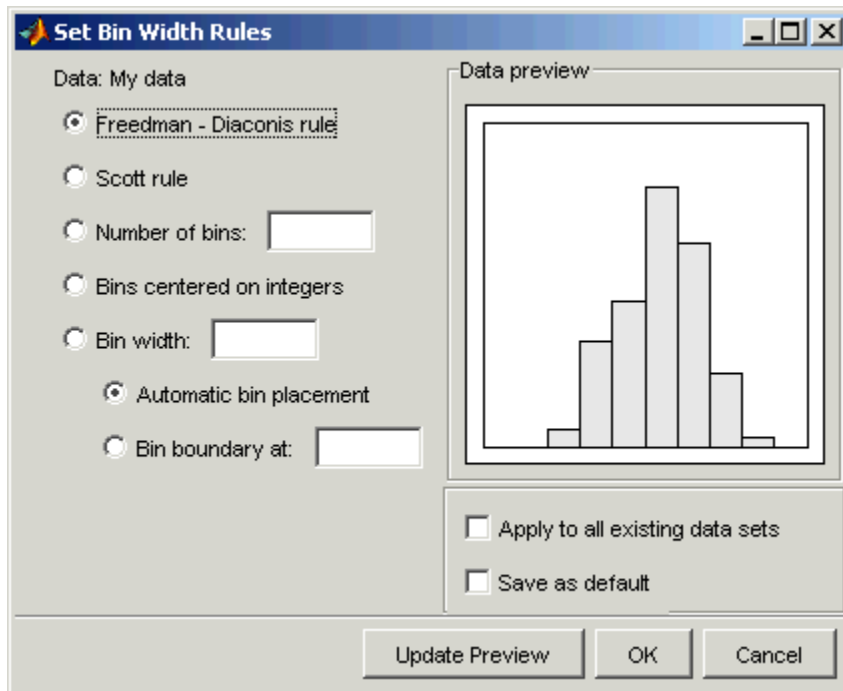 Set Bin Width Rules
Data: My data
Freedman - Diaconis rule
Scott rule
Number of bins:
Bins centered on integers
Bin width:
Automatic bin placement
Bin boundary at:
Data preview
Apply to all existing data sets
Save as default
Update Preview
OK
Cancel